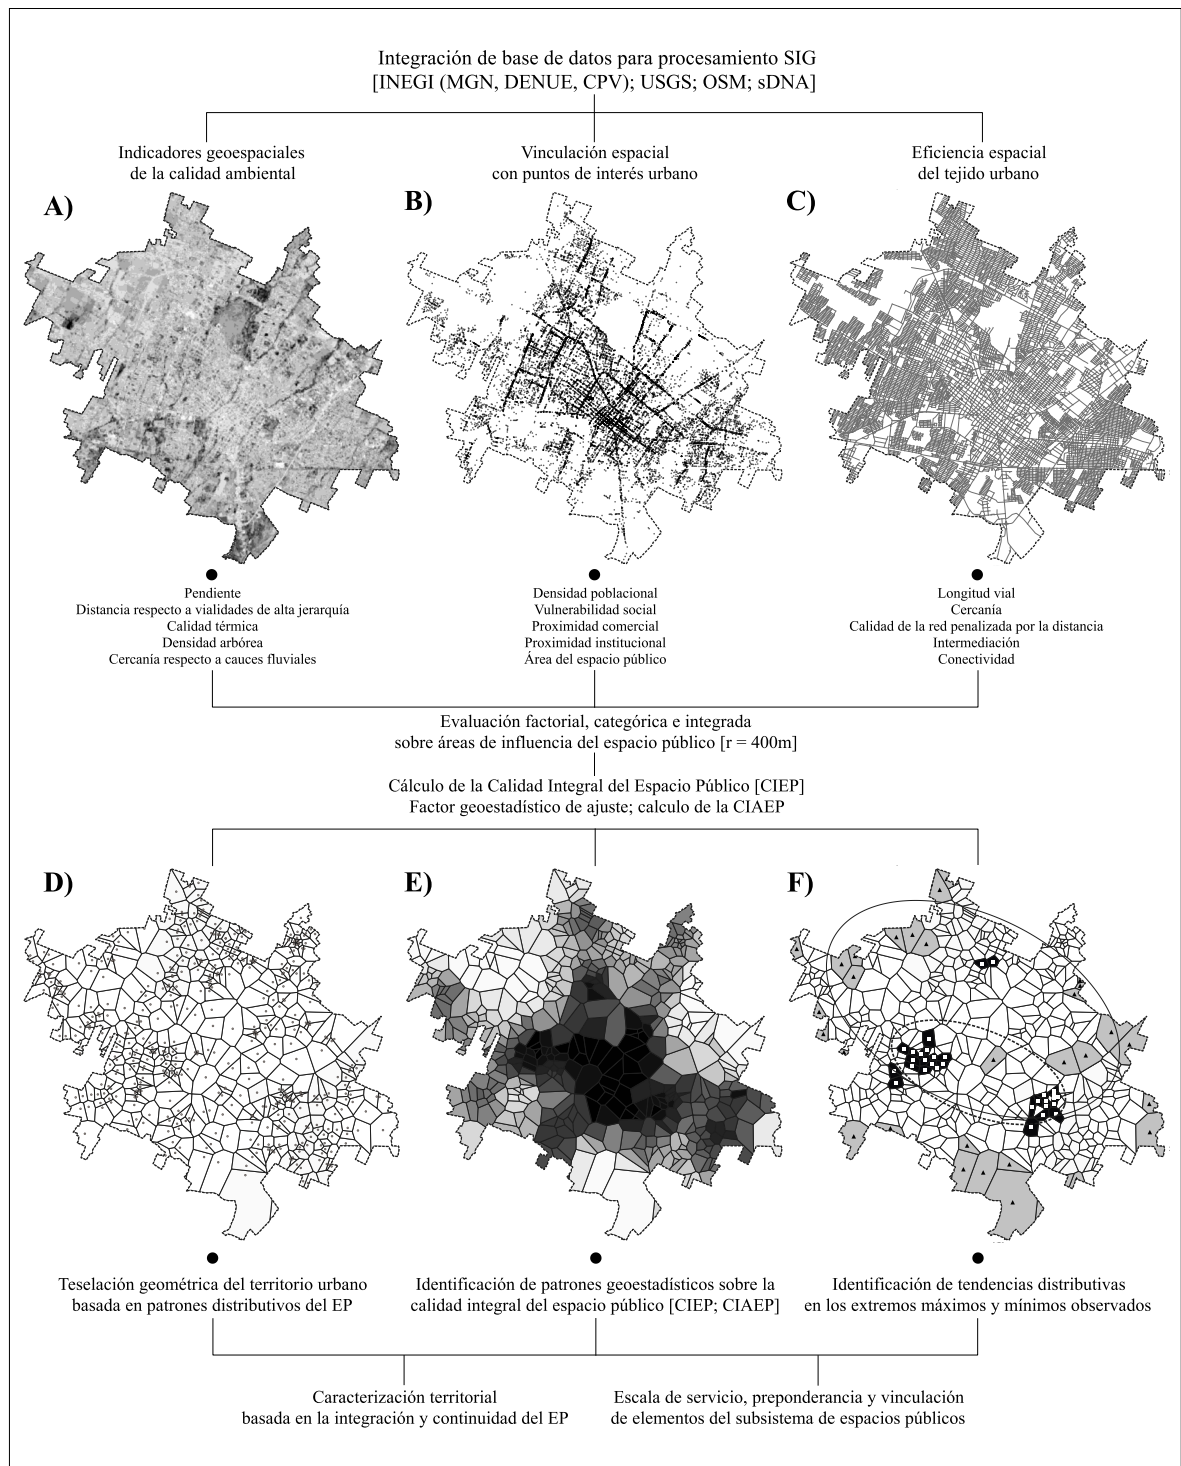 Integración de base de datos para procesamiento SIG
[INEGI (MGN, DENUE, CPV); USGS; OSM; sDNA]
Indicadores geoespaciales
de la calidad ambiental
Vinculación espacial
con puntos de interés urbano
Eficiencia espacial
del tejido urbano
A)
B)
C)
Pendiente
Distancia respecto a vialidades de alta jerarquía
Calidad térmica
Densidad arbórea
Cercanía respecto a cauces fluviales
Densidad poblacional
Vulnerabilidad social
Proximidad comercial
Proximidad institucional
Área del espacio público
Longitud vial
Cercanía
Calidad de la red penalizada por la distancia
Intermediación
Conectividad
Evaluación factorial, categórica e integrada
sobre áreas de influencia del espacio público [r = 400m]
Cálculo de la Calidad Integral del Espacio Público [CIEP]
Factor geoestadístico de ajuste; calculo de la CIAEP
D)
E)
F)
Teselación geométrica del territorio urbano
basada en patrones distributivos del EP
Identificación de patrones geoestadísticos sobre la
calidad integral del espacio público [CIEP; CIAEP]
Identificación de tendencias distributivas
en los extremos máximos y mínimos observados
Caracterización territorial
basada en la integración y continuidad del EP
Escala de servicio, preponderancia y vinculación
de elementos del subsistema de espacios públicos